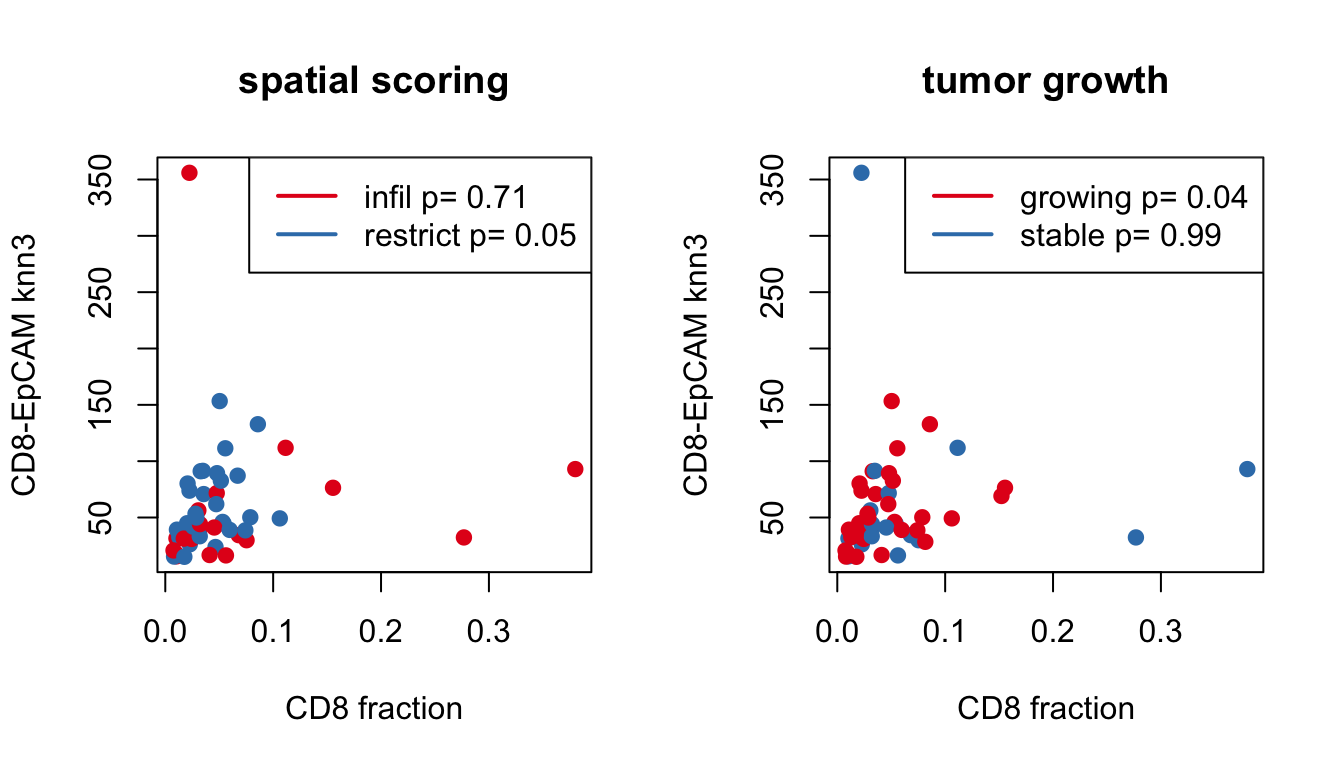 spatial scoring
350
250
150
50
CD8-EpCAM knn3
infil p= 0.71
restrict p= 0.05
0.0 0.1 0.2 0.3
CD8 fraction
tumor growth
350
250
150
50
CD8-EpCAM knn3
growing p= 0.04
stable p= 0.99
0.0 0.1 0.2 0.3
CD8 fraction